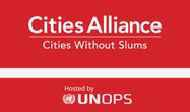 Cities Alliance
Cities Without Slums
Hosted by
UNOPS